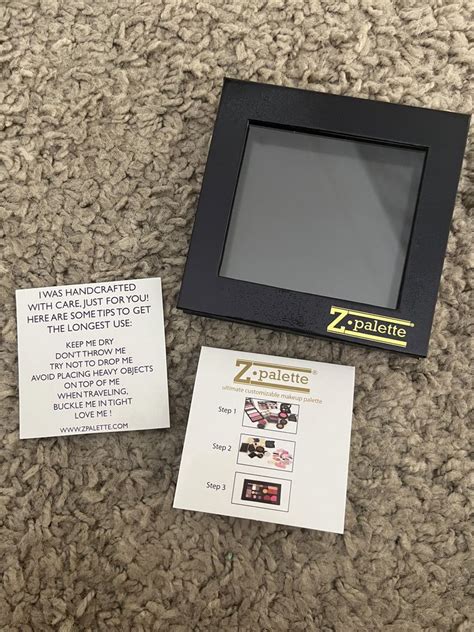 Z•palette®
I WAS HANDCRAFTED
WITH CARE, JUST FOR YOU!
HERE ARE SOME TIPS TO GET
THE LONGEST USE:
KEEP ME DRY
DON'T THROW ME
TRY NOT TO DROP ME
AVOID PLACING HEAVY OBJECTS
ON TOP OF ME
WHEN TRAVELING,
BUCKLE ME IN TIGHT
LOVE ME !
WWW.ZPALETTE.COM
Z•palette®
ultimate customizable makeup palette
Step 1
Step 2
Step 3